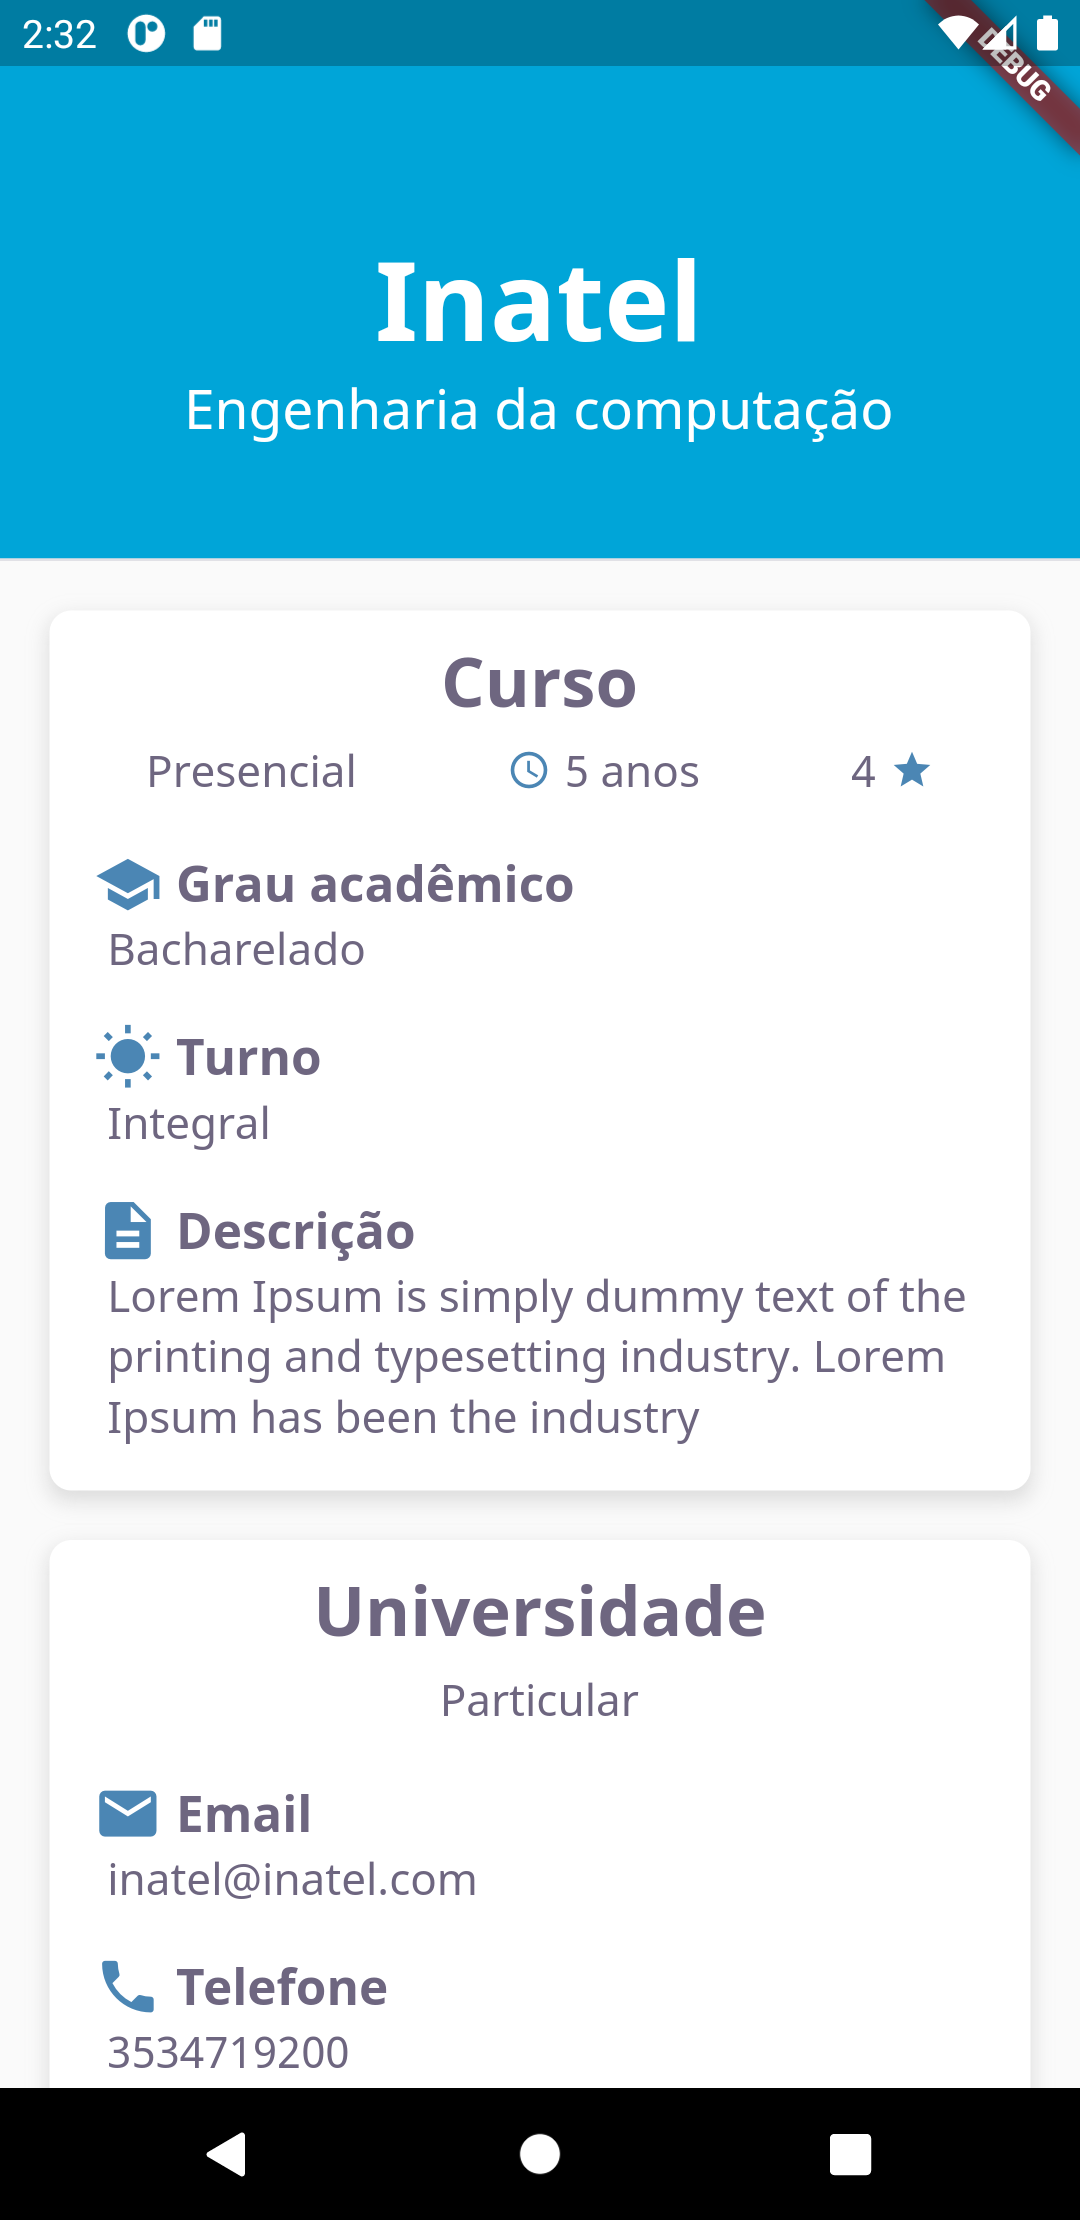 2:32
DEBUG
Inatel
Engenharia da computação
Curso
Presencial 5 anos 4
Grau acadêmico
Bacharelado
Turno
Integral
Descrição
Lorem Ipsum is simply dummy text of the
printing and typesetting industry. Lorem
Ipsum has been the industry
Universidade
Particular
Email
inatel@inatel.com
Telefone
3534719200